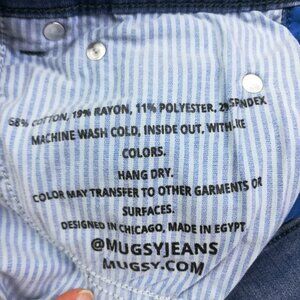 68% COTTON, 19% RAYON, 11% POLYESTER, 2% SPANDEX
MACHINE WASH COLD, INSIDE OUT, WITH LIKE
COLORS.
HANG DRY.
COLOR MAY TRANSFER TO OTHER GARMENTS OR
SURFACES.
DESIGNED IN CHICAGO, MADE IN EGYPT
@MUGSYJEANS
MUGSY.COM